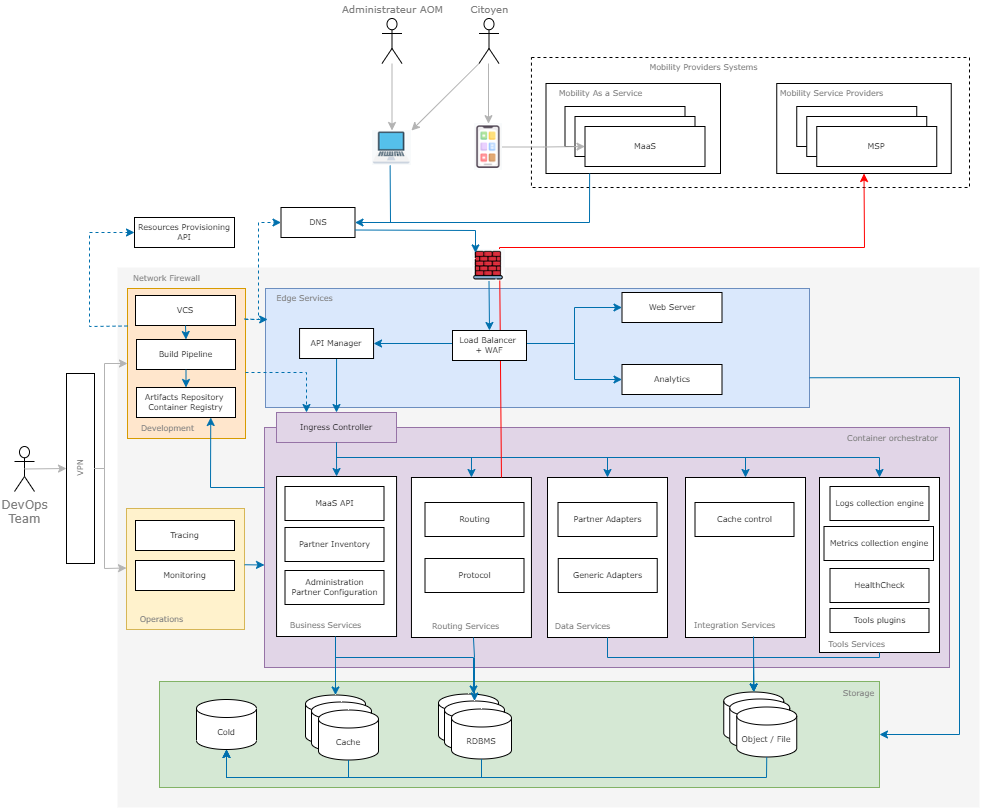 Administrateur AOM
Citoyen
Mobility Providers Systems
Mobility As a Service
MaaS
Mobility Service Providers
MSP
DNS
Resources Provisioning
API
Network Firewall
VCS
Build Pipeline
Artifacts Repository
Container Registry
Development
Edge Services
API Manager
Load Balancer
+ WAF
Web Server
Analytics
Ingress Controller
Container orchestrator
VPN
DevOps
Team
Tracing
Monitoring
Operations
MaaS API
Partner Inventory
Administration
Partner Configuration
Business Services
Routing
Protocol
Routing Services
Partner Adapters
Generic Adapters
Data Services
Cache control
Integration Services
Logs collection engine
Metrics collection engine
HealthCheck
Tools plugins
Tools Services
Storage
Cold
Cache
RDBMS
Object / File